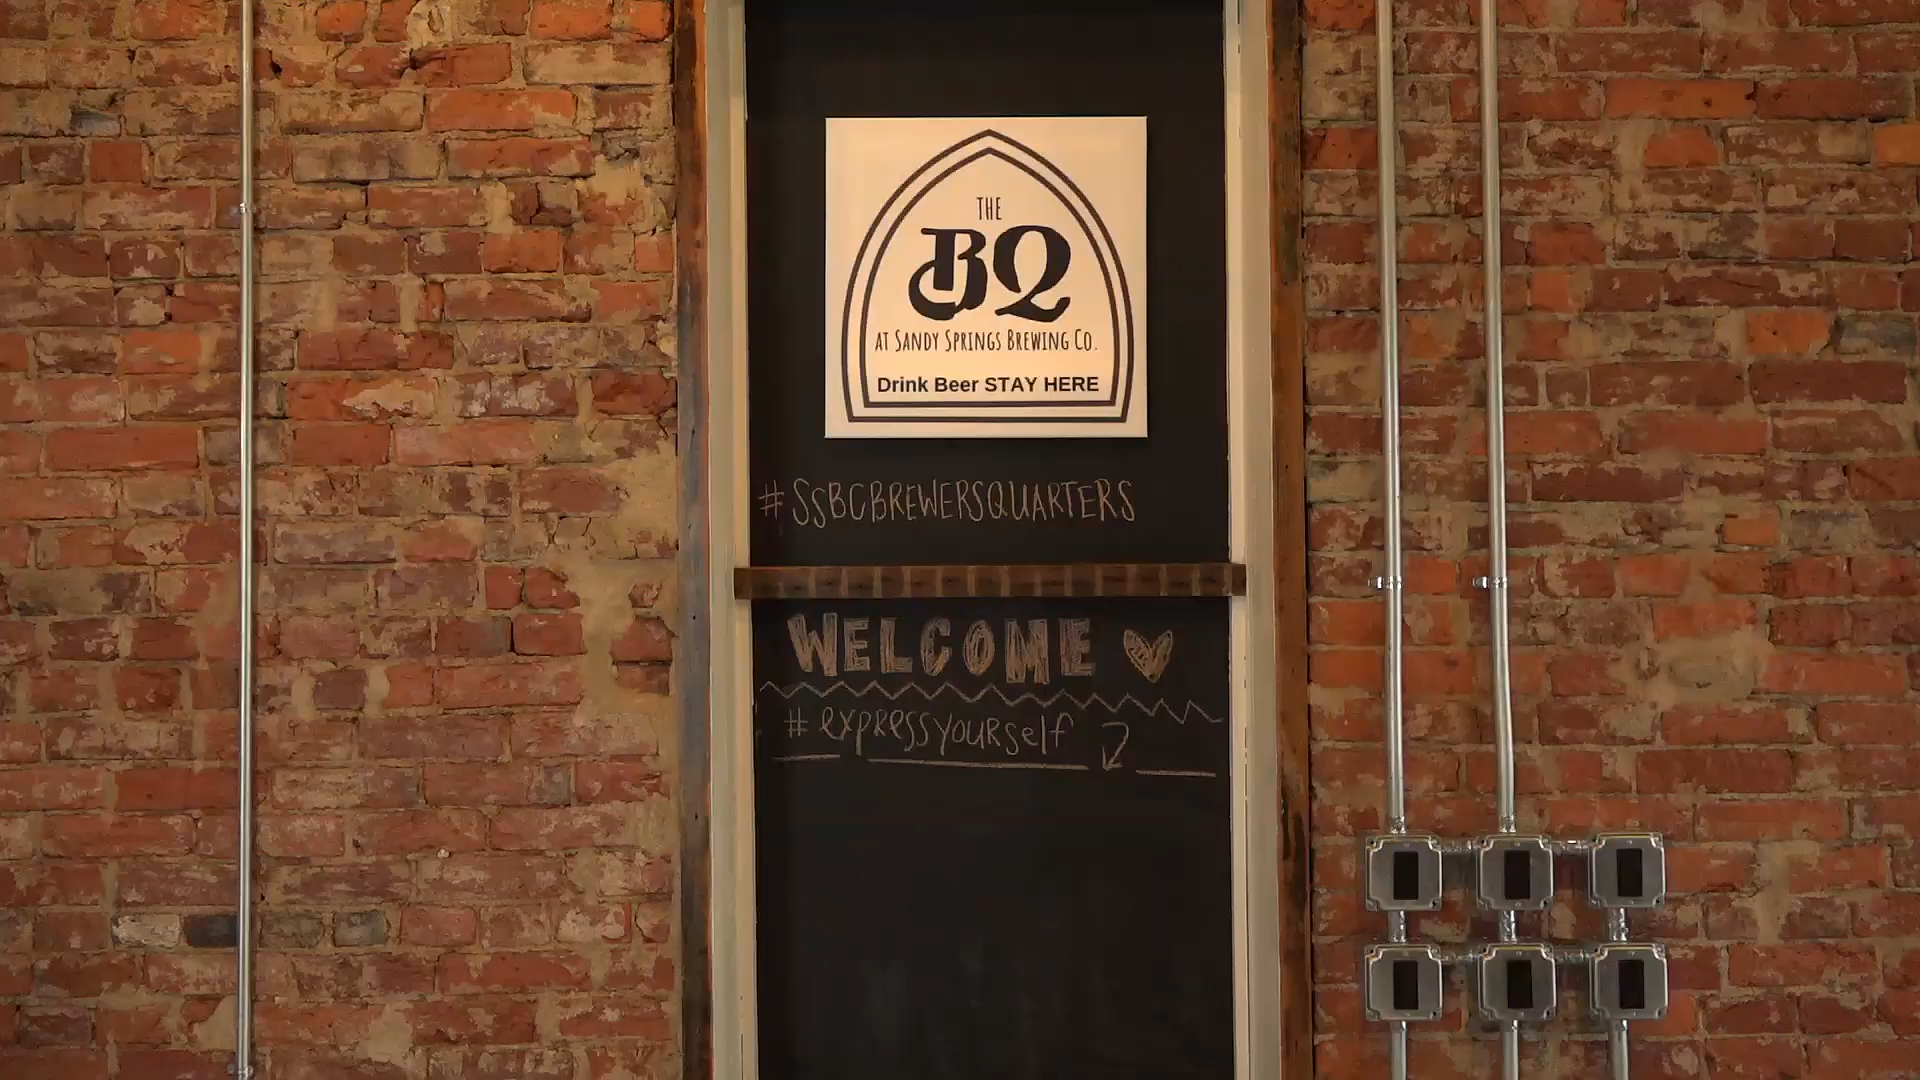 THE
BQ
AT SANDY SPRINGS BREWING CO.
Drink Beer STAY HERE
#SSBCBREWERSQUARTERS
WELCOME
#expressyourself